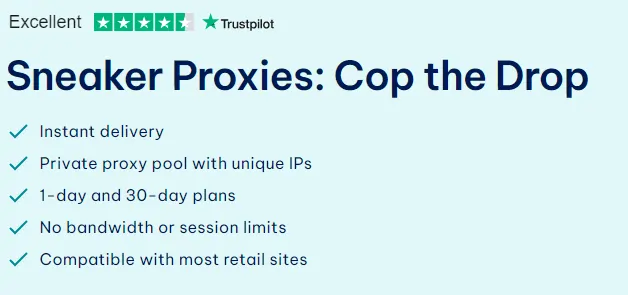 Excellent Trustpilot
Sneaker Proxies: Cop the Drop
Instant delivery
Private proxy pool with unique IPs
1-day and 30-day plans
No bandwidth or session limits
Compatible with most retail sites